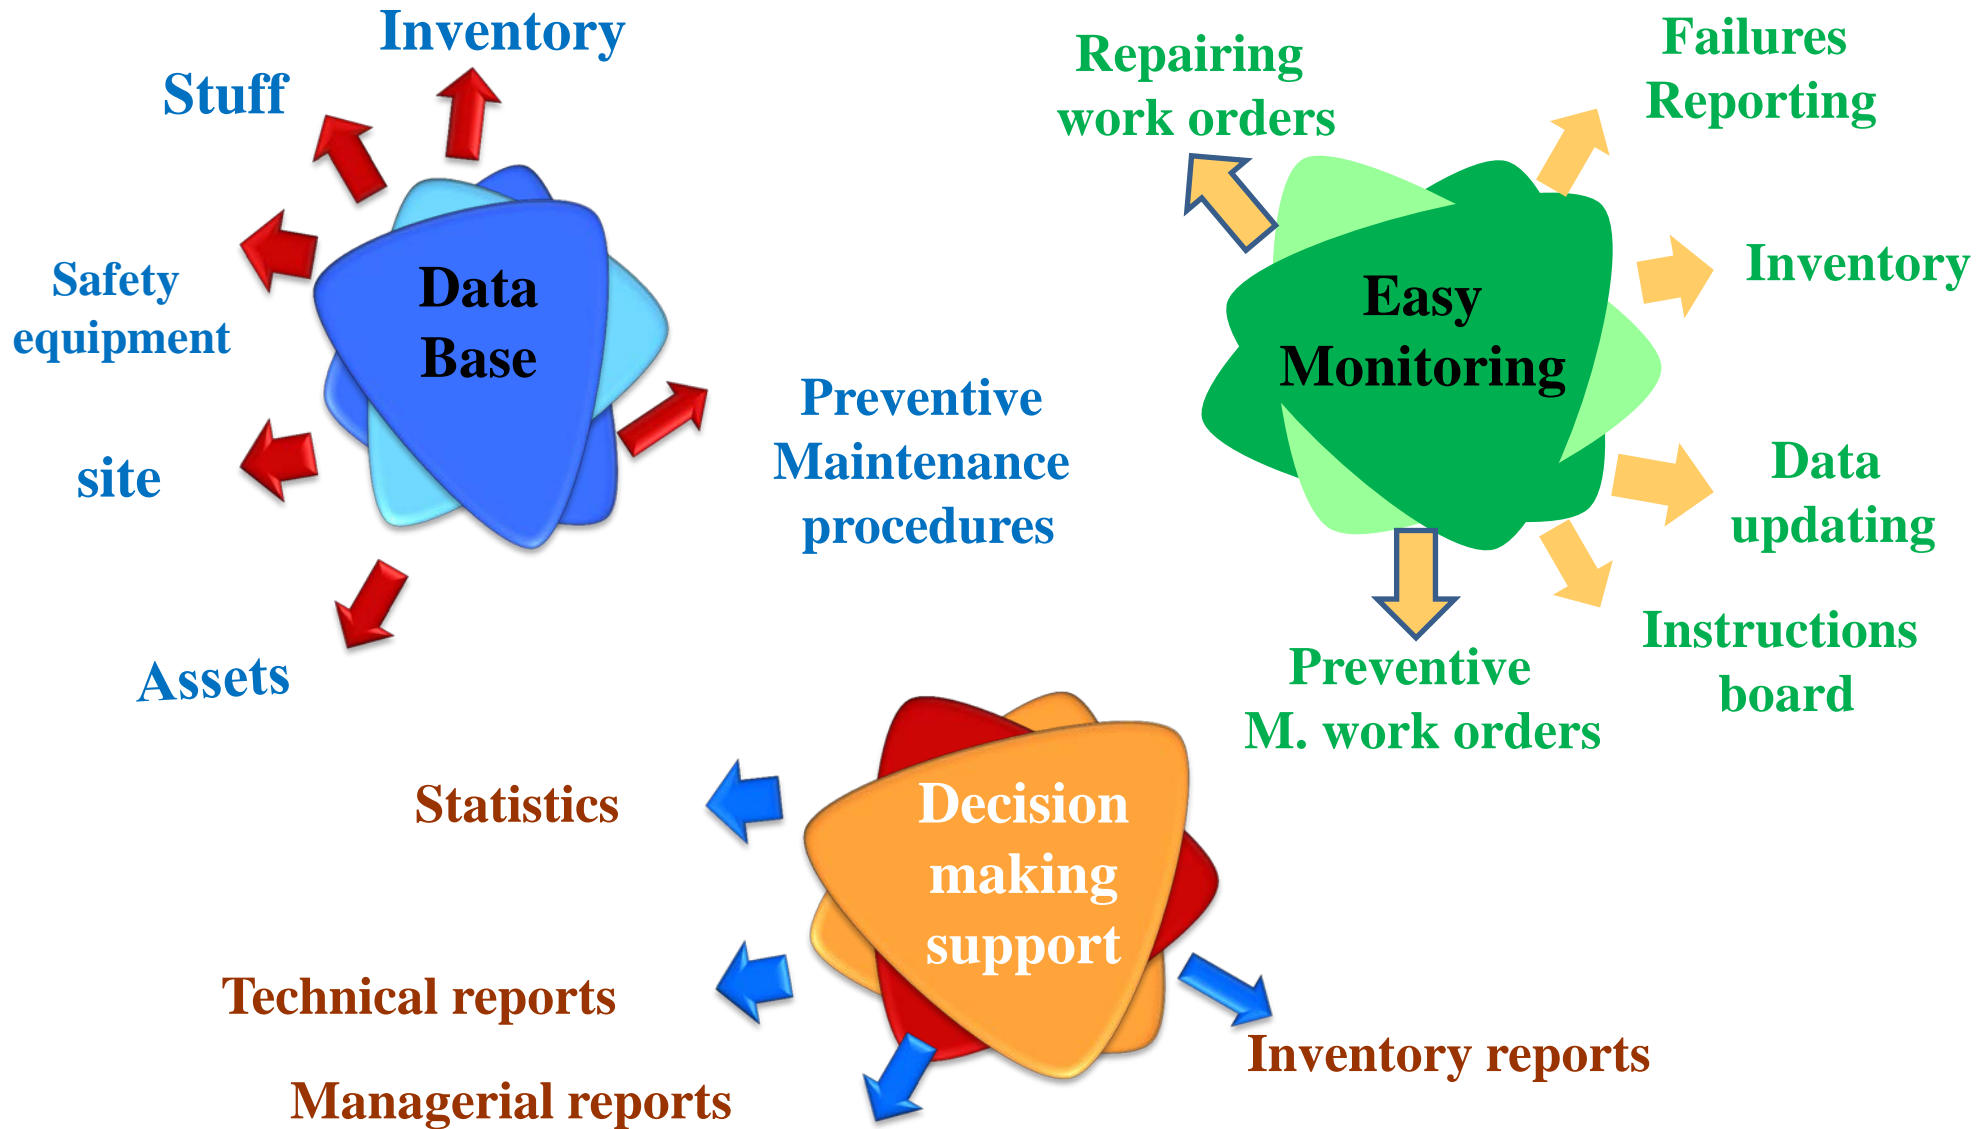 Inventory
Stuff
Safety
equipment
site
Assets
Data
Base
Preventive
Maintenance
procedures
Repairing
work orders
Failures
Reporting
Inventory
Easy
Monitoring
Data
updating
Instructions
board
Preventive
M. work orders
Decision
making
support
Statistics
Technical reports
Managerial reports
Inventory reports